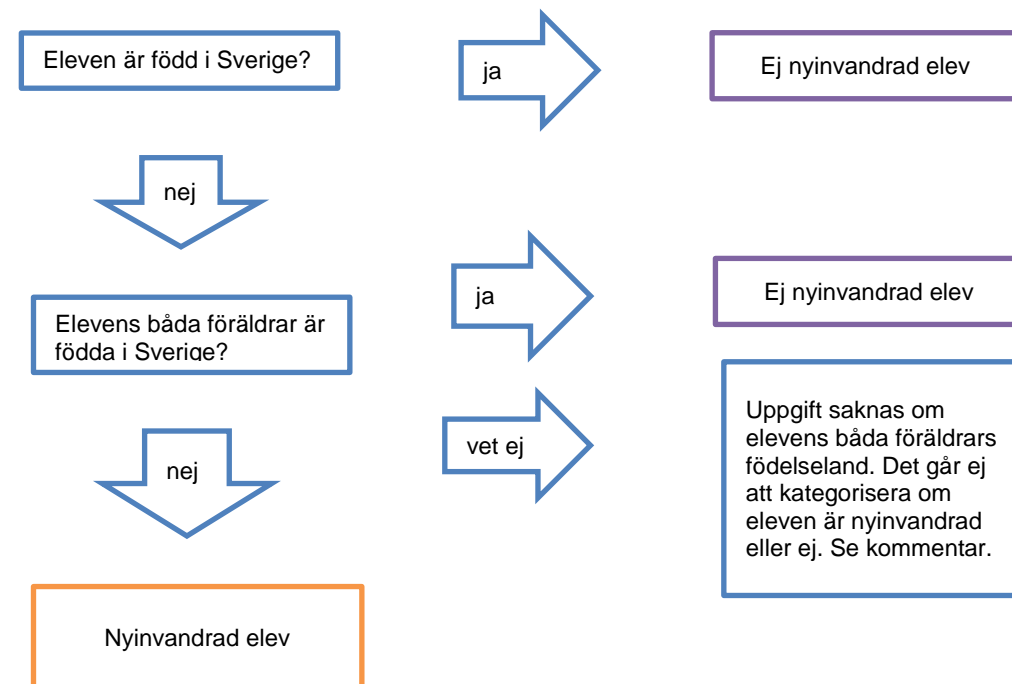 Eleven är född i Sverige?
ja
Ej nyinvandrad elev
nej
Elevens båda föräldrar är
födda i Sverige?
ja
Ej nyinvandrad elev
vet ej
Uppgift saknas om
elevens båda föräldrars
födelseland. Det går ej
att kategorisera om
eleven är nyinvandrad
eller ej. Se kommentar.
nej
Nyinvandrad elev